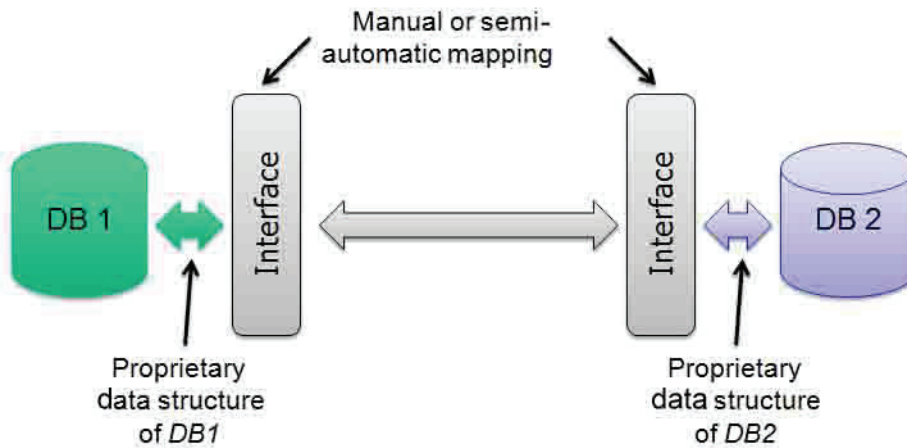 Manual or semi-
automatic mapping
DB 1
Interface
Interface
DB 2
Proprietary
data structure
of DB1
Proprietary
data structure
of DB2